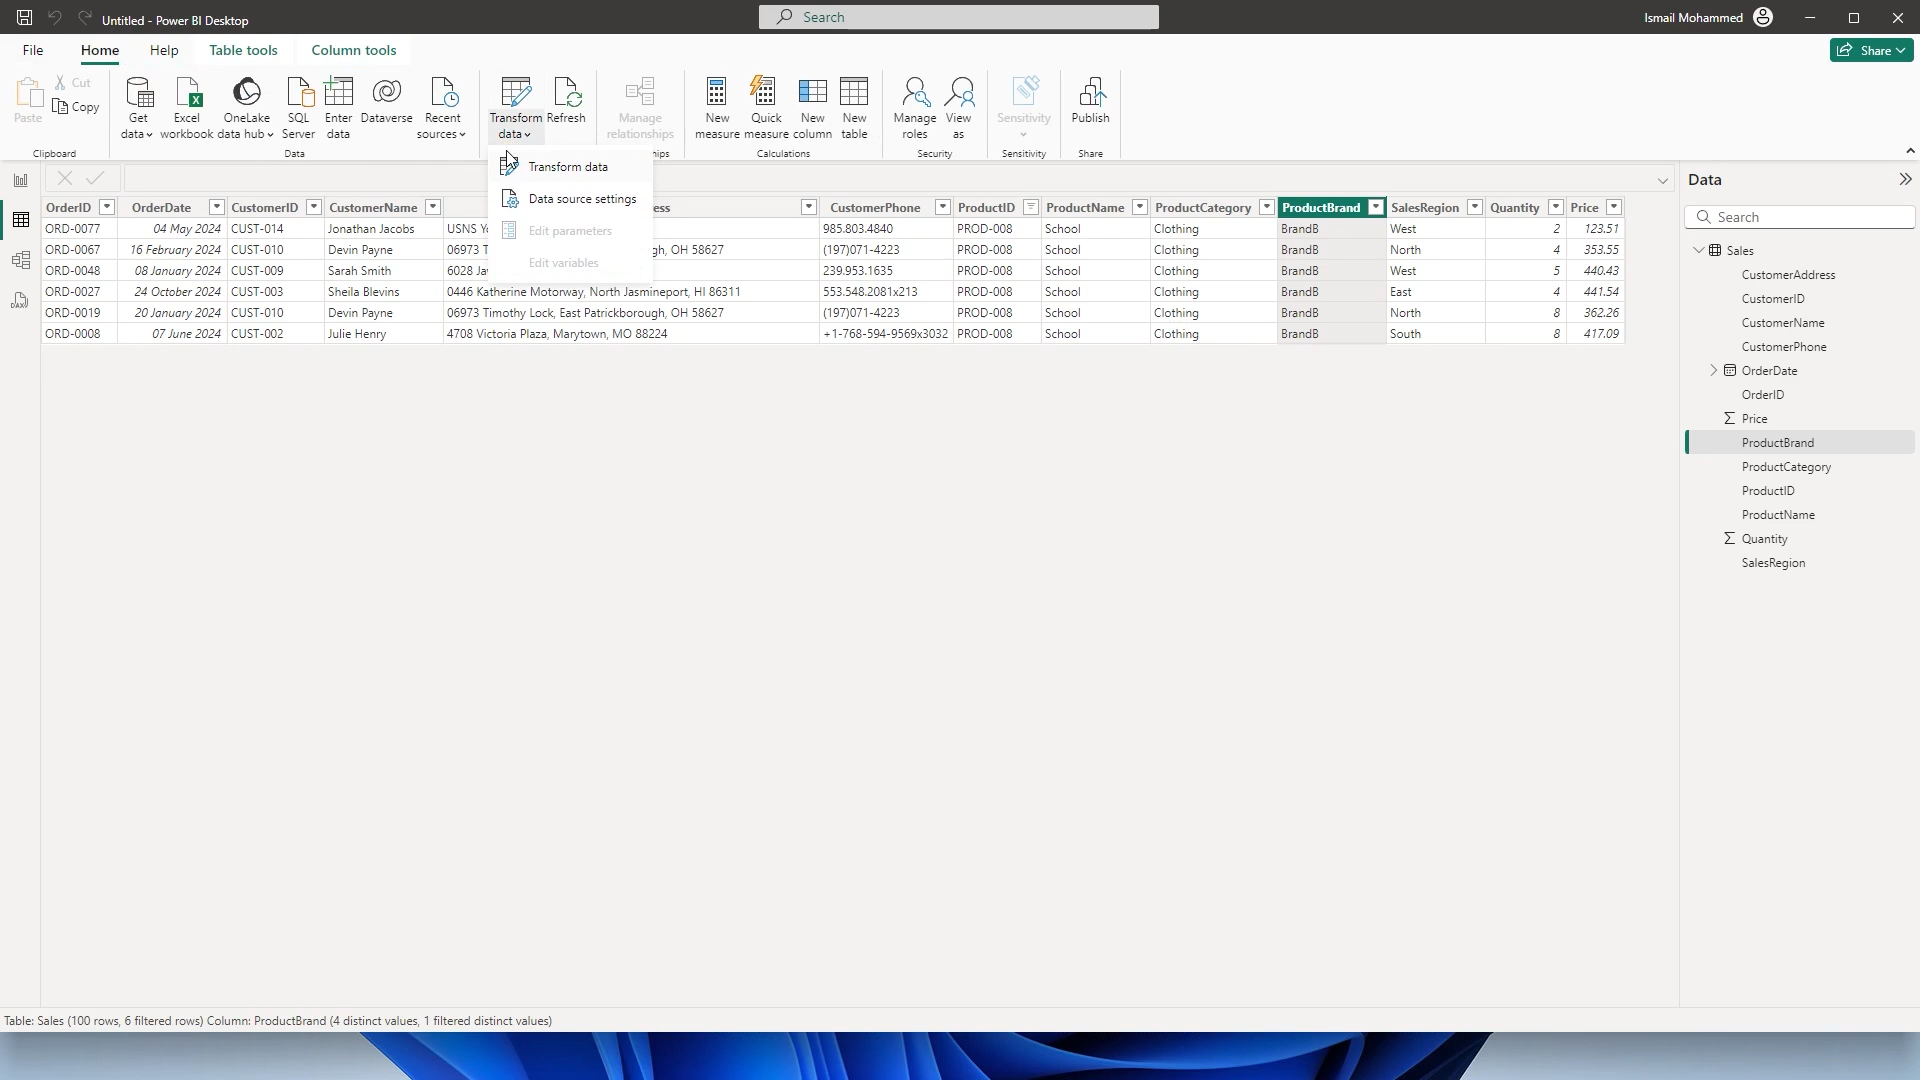 Untitled - Power BI Desktop
Search
Ismail Mohammed
File Home Help Table tools Column tools
Share
Paste
Cut
Copy
Clipboard
Get data
Excel workbook
OneLake data hub
SQL Server
Enter data
Dataverse
Recent sources
Data
Transform data
Refresh
Manage relationships
New measure
Quick measure
New column
New table
Calculations
Manage roles
View as
Security
Sensitivity
Sensitivity
Publish
Share
Transform data
Data source settings
Edit parameters
Edit variables
OrderID OrderDate CustomerID CustomerName ess CustomerPhone ProductID ProductName ProductCategory ProductBrand SalesRegion Quantity Price
ORD-0077 04 May 2024 CUST-014 Jonathan Jacobs USNS Yo 985.803.4840 PROD-008 School Clothing BrandB West 2 123.51
ORD-0067 16 February 2024 CUST-010 Devin Payne 06973 T gh, OH 58627 (197)071-4223 PROD-008 School Clothing BrandB North 4 353.55
ORD-0048 08 January 2024 CUST-009 Sarah Smith 6028 Ja 239.953.1635 PROD-008 School Clothing BrandB West 5 440.43
ORD-0027 24 October 2024 CUST-003 Sheila Blevins 0446 Katherine Motorway, North Jasmineport, HI 86311 553.548.2081x213 PROD-008 School Clothing BrandB East 4 441.54
ORD-0019 20 January 2024 CUST-010 Devin Payne 06973 Timothy Lock, East Patrickborough, OH 58627 (197)071-4223 PROD-008 School Clothing BrandB North 8 362.26
ORD-0008 07 June 2024 CUST-002 Julie Henry 4708 Victoria Plaza, Marytown, MO 88224 +1-768-594-9569x3032 PROD-008 School Clothing BrandB South 8 417.09
Data
Search
Sales
CustomerAddress
CustomerID
CustomerName
CustomerPhone
OrderDate
OrderID
Price
ProductBrand
ProductCategory
ProductID
ProductName
Quantity
SalesRegion
Table: Sales (100 rows, 6 filtered rows) Column: ProductBrand (4 distinct values, 1 filtered distinct values)